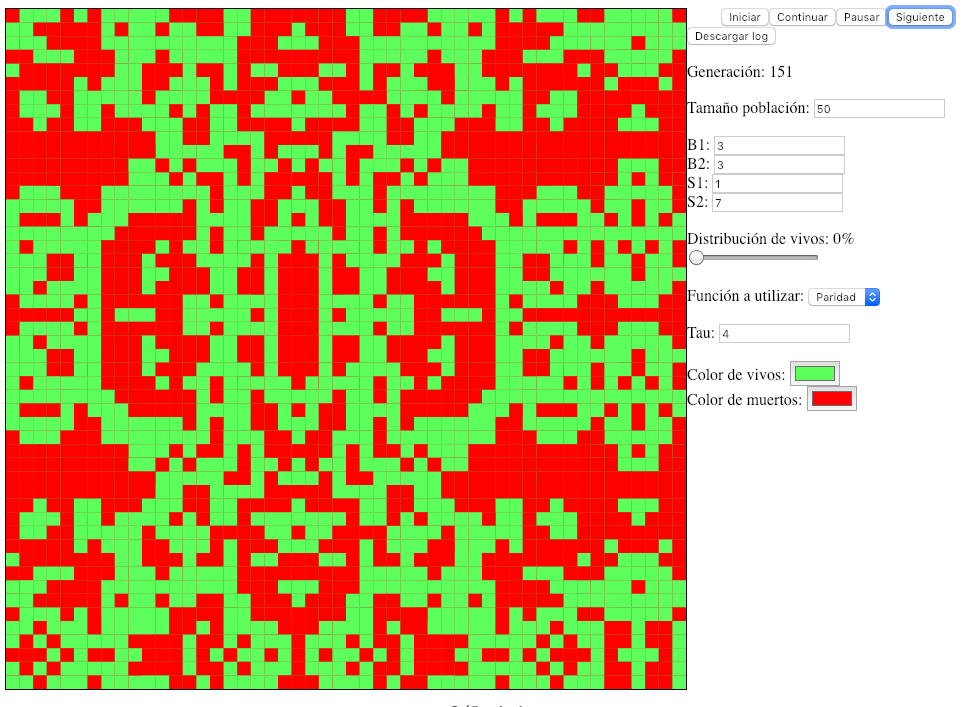 Iniciar Continuar Pausar Siguiente
Descargar log
Generación: 151
Tamaño población: 50
B1: 3
B2: 3
S1: 1
S2: 7
Distribución de vivos: 0%
Función a utilizar: Paridad
Tau: 4
Color de vivos:
Color de muertos: